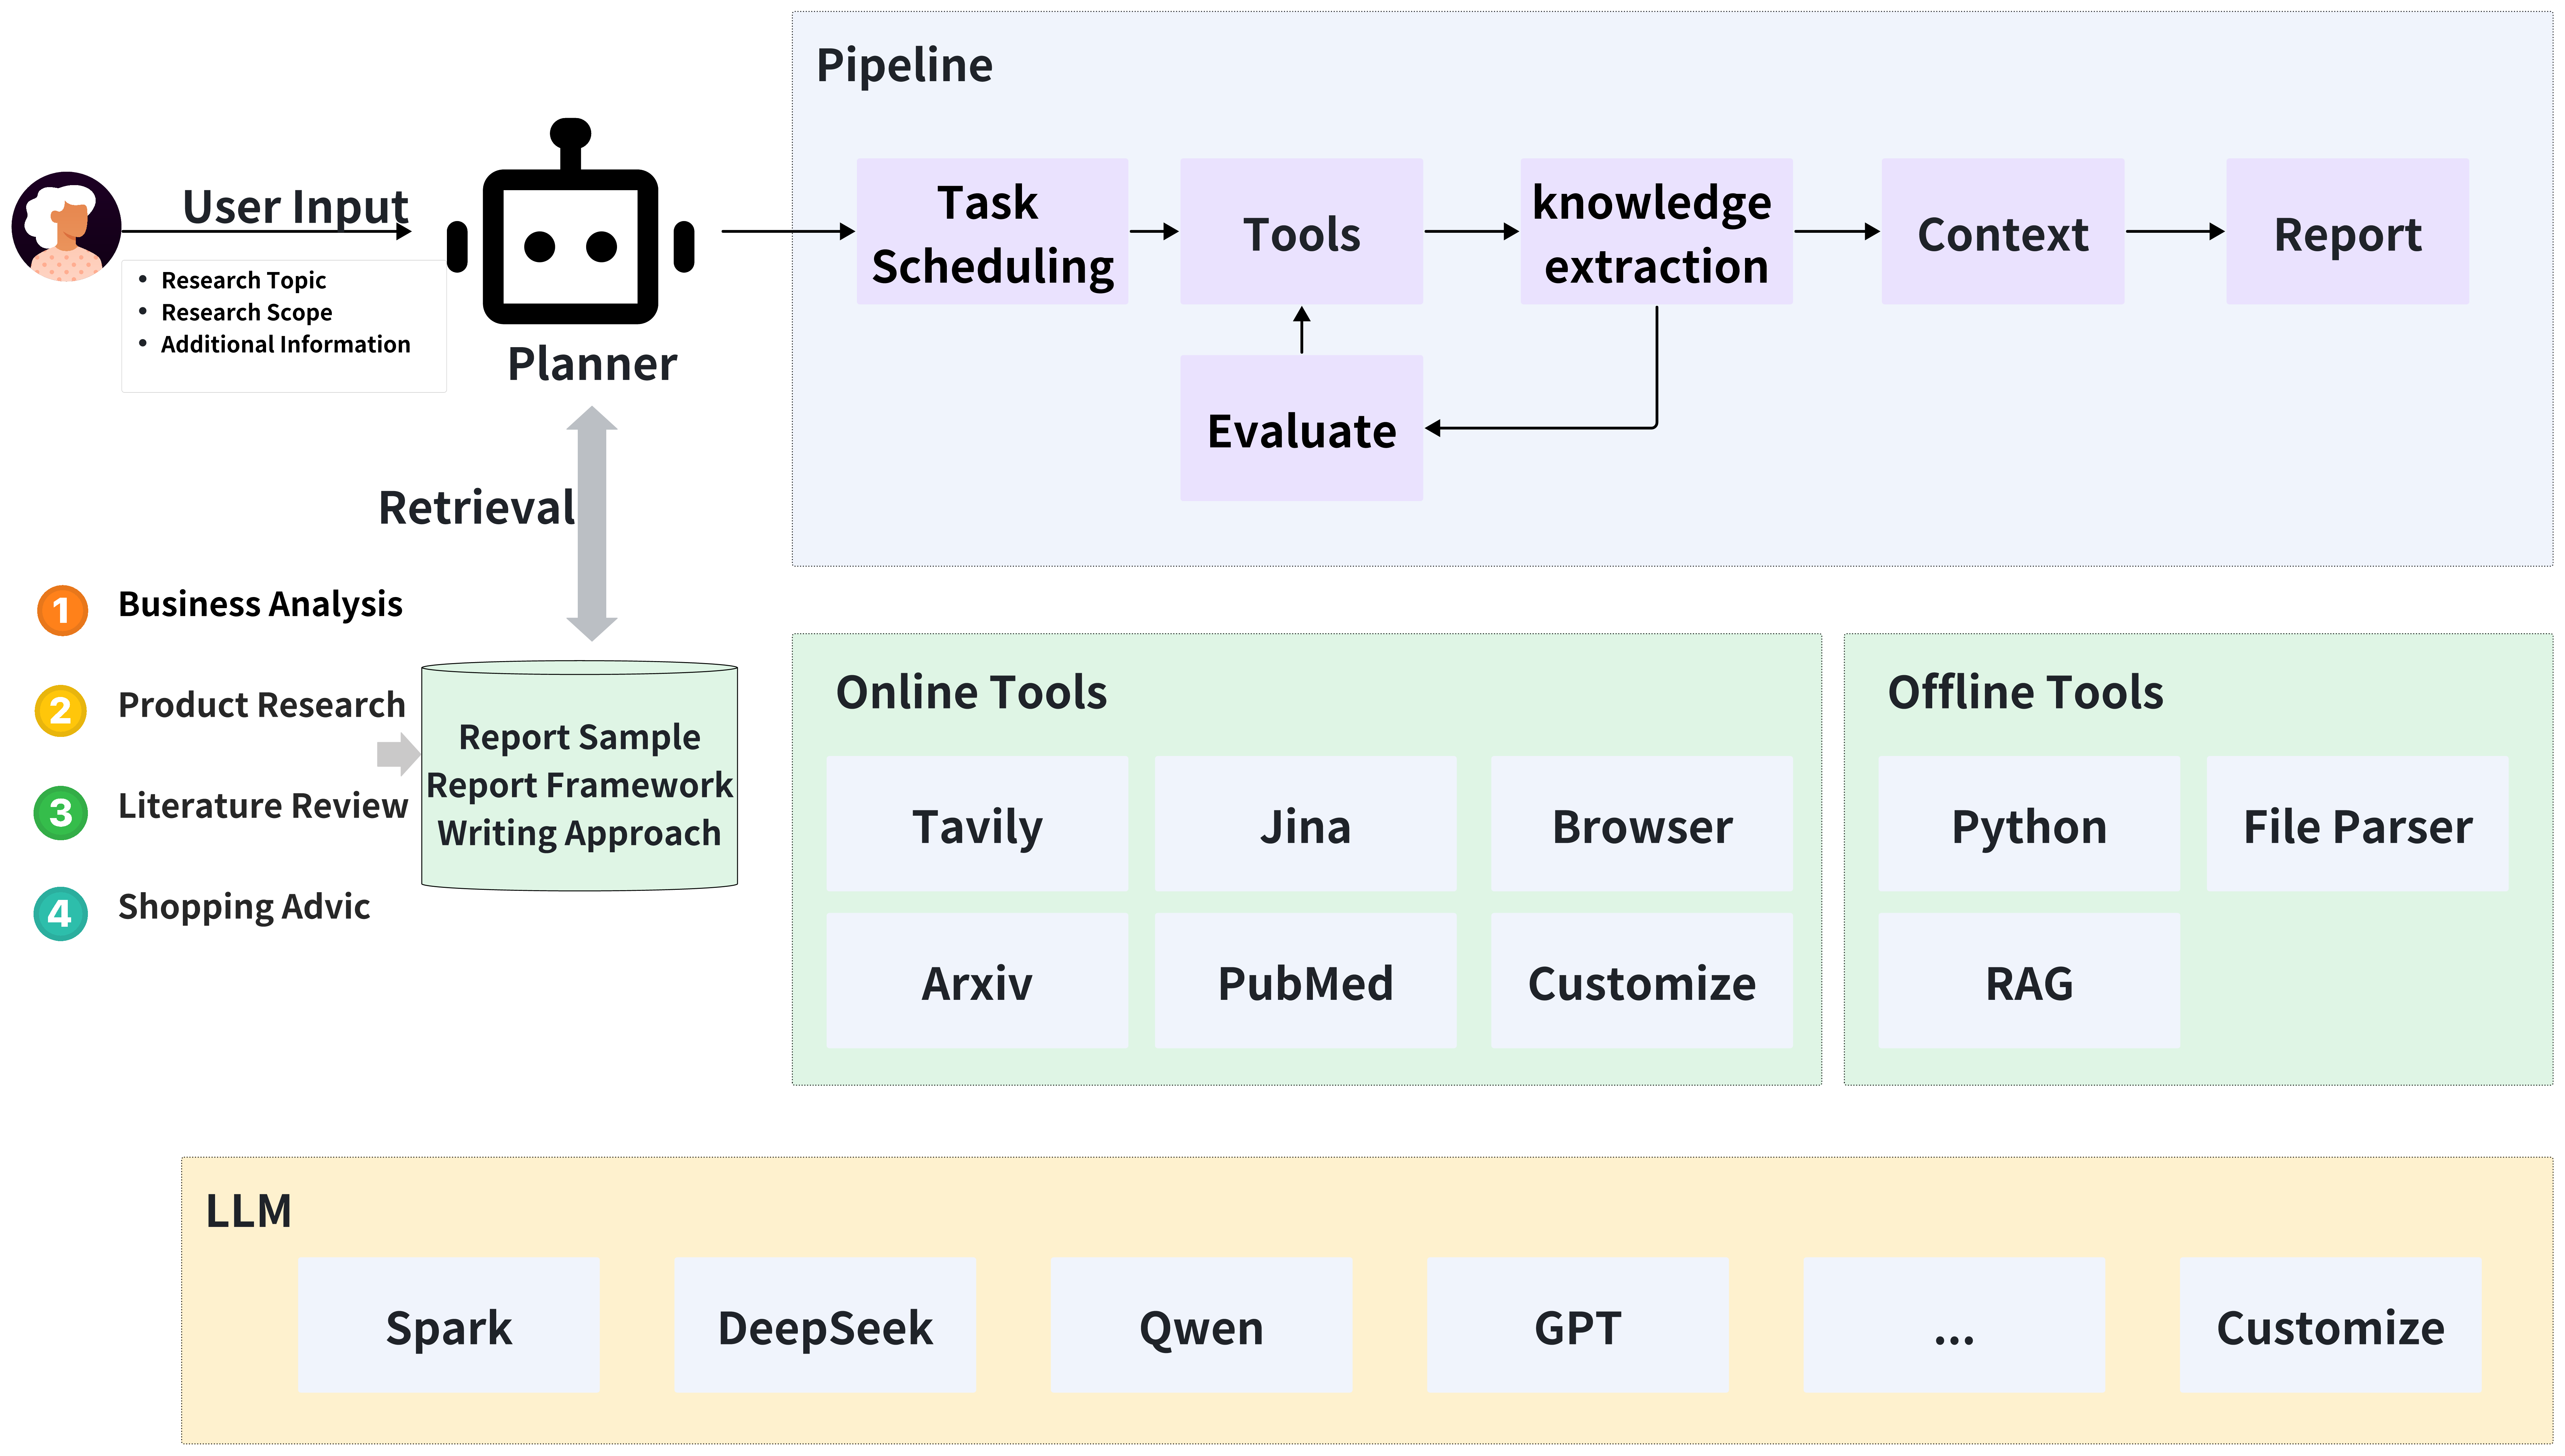 User Input
• Research Topic
• Research Scope
• Additional Information
Planner
Retrieval
1 Business Analysis
2 Product Research
3 Literature Review
4 Shopping Advic
Report Sample
Report Framework
Writing Approach
Pipeline
Task
Scheduling
Tools
knowledge
extraction
Context
Report
Evaluate
Online Tools
Tavily
Jina
Browser
Arxiv
PubMed
Customize
Offline Tools
Python
File Parser
RAG
LLM
Spark
DeepSeek
Qwen
GPT
...
Customize